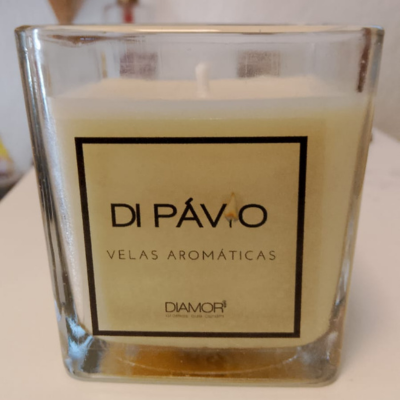 DI PÁVIO
VELAS AROMÁTICAS
DIAMOR